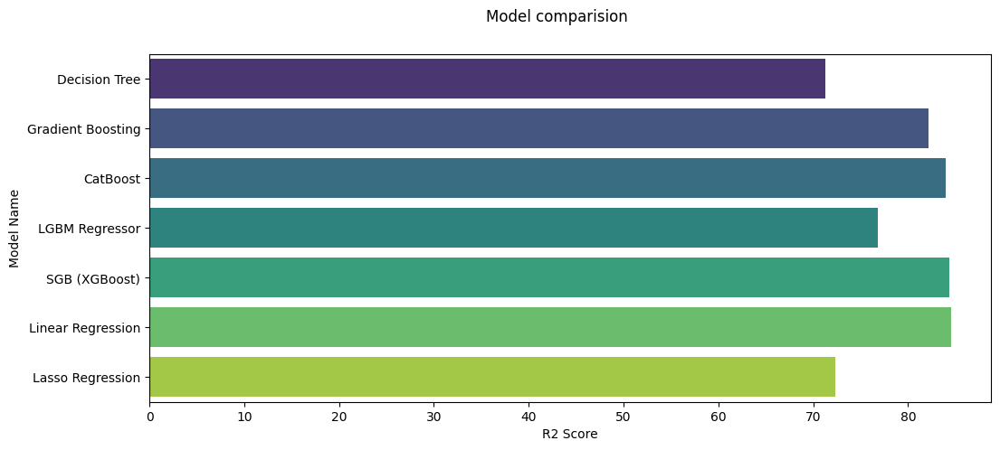 Model comparision
Model Name
Decision Tree
Gradient Boosting
CatBoost
LGBM Regressor
SGB (XGBoost)
Linear Regression
Lasso Regression
0 10 20 30 40 50 60 70 80
R2 Score